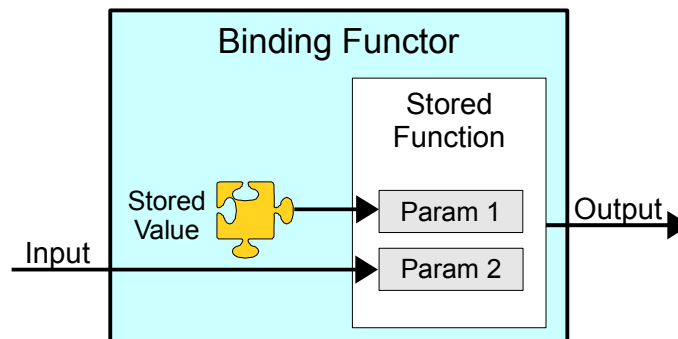 Binding Functor
Stored
Function
Stored
Value
Param 1
Param 2
Input
Output